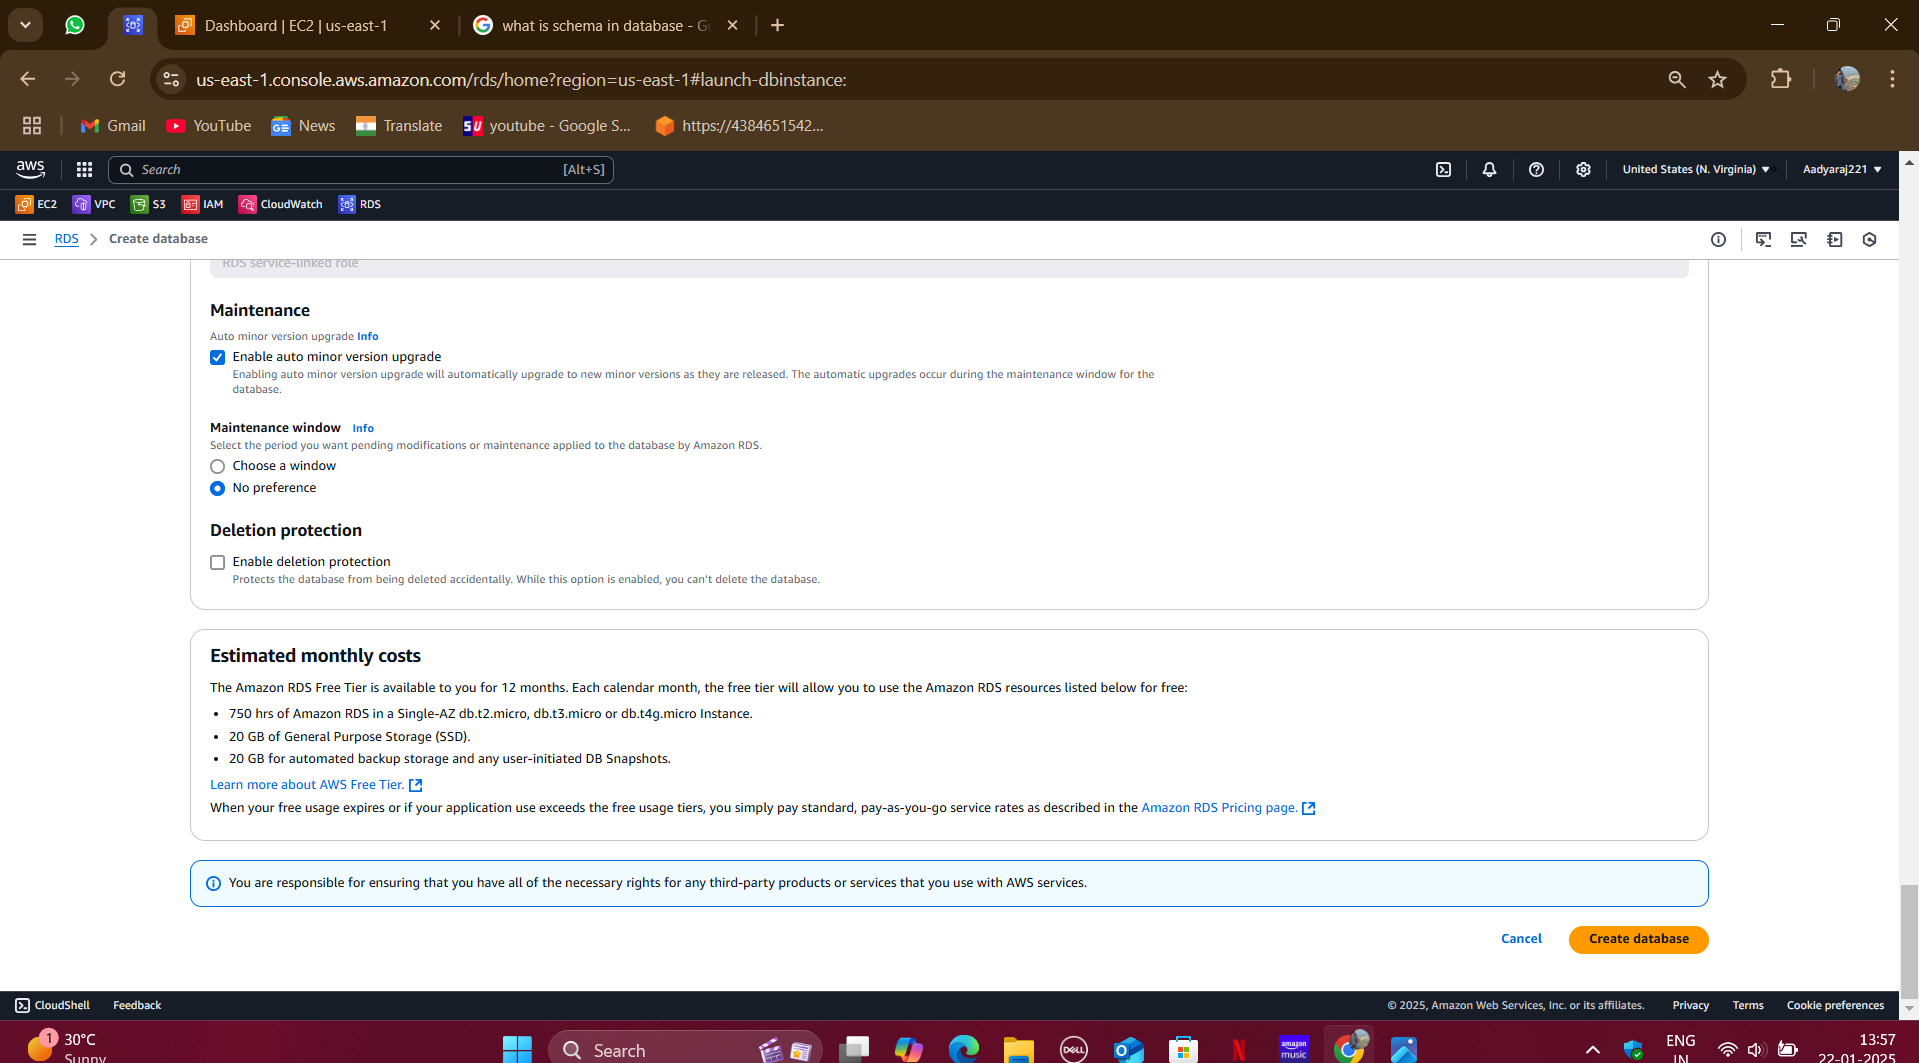 Dashboard | EC2 | us-east-1
what is schema in database - G
us-east-1.console.aws.amazon.com/rds/home?region=us-east-1#launch-dbinstance:
Gmail
YouTube
News
Translate
youtube - Google S...
https://4384651542...
aws
Search
[Alt+S]
United States (N. Virginia)
Aadyaraj221
EC2
VPC
S3
IAM
CloudWatch
RDS
RDS
Create database
RDS service-linked role
Maintenance
Auto minor version upgrade Info
Enable auto minor version upgrade
Enabling auto minor version upgrade will automatically upgrade to new minor versions as they are released. The automatic upgrades occur during the maintenance window for the
database.
Maintenance window Info
Select the period you want pending modifications or maintenance applied to the database by Amazon RDS.
Choose a window
No preference
Deletion protection
Enable deletion protection
Protects the database from being deleted accidentally. While this option is enabled, you can't delete the database.
Estimated monthly costs
The Amazon RDS Free Tier is available to you for 12 months. Each calendar month, the free tier will allow you to use the Amazon RDS resources listed below for free:
• 750 hrs of Amazon RDS in a Single-AZ db.t2.micro, db.t3.micro or db.t4g.micro Instance.
• 20 GB of General Purpose Storage (SSD).
• 20 GB for automated backup storage and any user-initiated DB Snapshots.
Learn more about AWS Free Tier.
When your free usage expires or if your application use exceeds the free usage tiers, you simply pay standard, pay-as-you-go service rates as described in the Amazon RDS Pricing page.
You are responsible for ensuring that you have all of the necessary rights for any third-party products or services that you use with AWS services.
Cancel
Create database
CloudShell
Feedback
© 2025, Amazon Web Services, Inc. or its affiliates.
Privacy
Terms
Cookie preferences
1
30°C
Sunny
Search
DELL
amazon
music
ENG
IN
13:57
22-01-2025